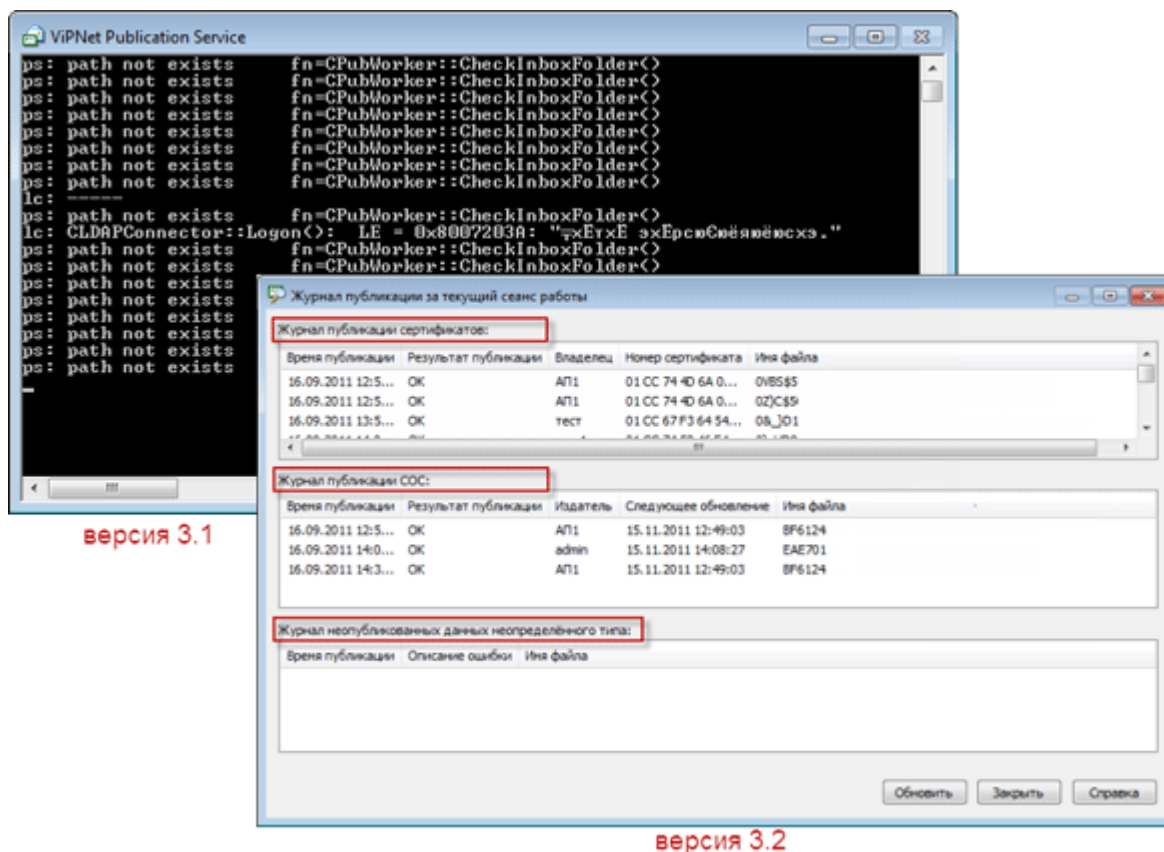 ViPNet Publication Service
ps: path not exists fn=CPubWorker::CheckInboxFolder()
ps: path not exists fn=CPubWorker::CheckInboxFolder()
ps: path not exists fn=CPubWorker::CheckInboxFolder()
ps: path not exists fn=CPubWorker::CheckInboxFolder()
ps: path not exists fn=CPubWorker::CheckInboxFolder()
ps: path not exists fn=CPubWorker::CheckInboxFolder()
ps: path not exists fn=CPubWorker::CheckInboxFolder()
ps: path not exists fn=CPubWorker::CheckInboxFolder()
lc: -----
ps: path not exists fn=CPubWorker::CheckInboxFolder()
lc: CLDAPConnector::Logon(): LE = 0x8007203A:
ps: path not exists fn=CPubWorker::CheckInboxFolder()
ps: path not exists fn=CPubWorker::CheckInboxFolder()
ps: path not exists
ps: path not exists
ps: path not exists
ps: path not exists
ps: path not exists
ps: path not exists
версия 3.1
Журнал публикации за текущий сеанс работы
Журнал публикации сертификатов:
Время публикации Результат публикации Владелец Номер сертификата Имя файла
16.09.2011 12:5... OK АП1 01 CC 74 4D 6A 0... 0VBS$5
16.09.2011 12:5... OK АП1 01 CC 74 4D 6A 0... 0Z}C$5
16.09.2011 13:5... OK тест 01 CC 67 F3 64 54... 0&_}O1
Журнал публикации СОС:
Время публикации Результат публикации Издатель Следующее обновление Имя файла
16.09.2011 12:5... OK АП1 15.11.2011 12:49:03 BF6124
16.09.2011 14:0... OK admin 15.11.2011 14:08:27 EAE701
16.09.2011 14:3... OK АП1 15.11.2011 12:49:03 BF6124
Журнал неопубликованных данных неопределённого типа:
Время публикации Описание ошибки Имя файла
Обновить Закрыть Справка
версия 3.2